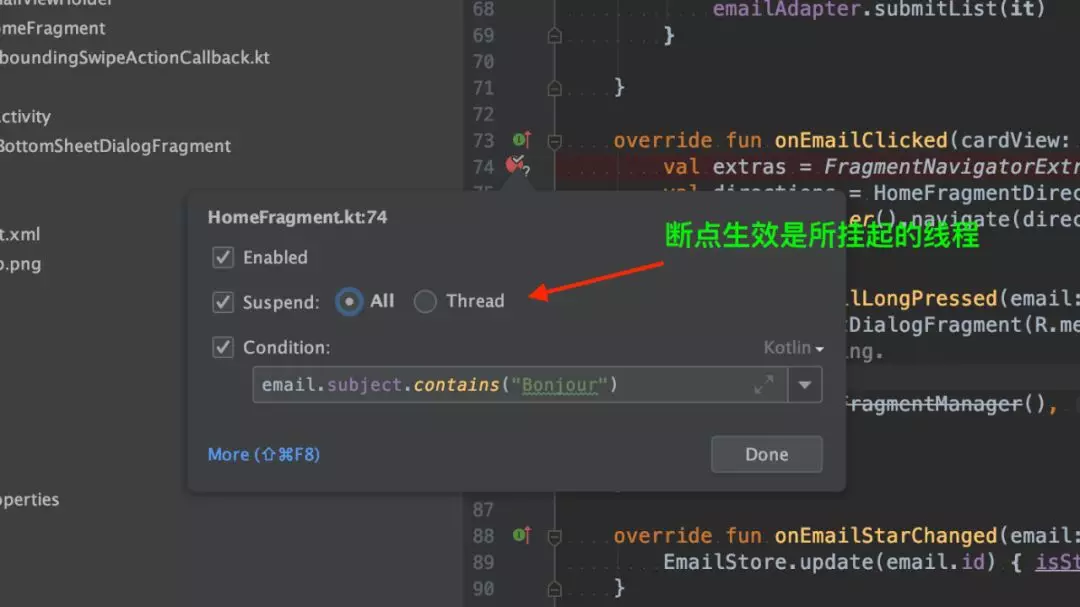 ailViewHolder
omeFragment
boundingSwipeActionCallback.kt
ctivity
BottomSheetDialogFragment
t.xml
o.png
operties
68 emailAdapter.submitList(it)
69 }
70
71 }
72
73 override fun onEmailClicked(cardView:
74 val extras = FragmentNavigatorExtr
75 val directions = HomeFragmentDirec
er().navigate(direc
断点生效是所挂起的线程
HomeFragment.kt:74
Enabled
Suspend: All Thread
Condition: Kotlin
email.subject.contains("Bonjour")
More (⇧⌘F8)
Done
ilLongPressed(email:
tDialogFragment(R.me
ng.
FragmentManager(),
87
88 override fun onEmailStarChanged(email:
89 EmailStore.update(email.id) { isSt
90 }